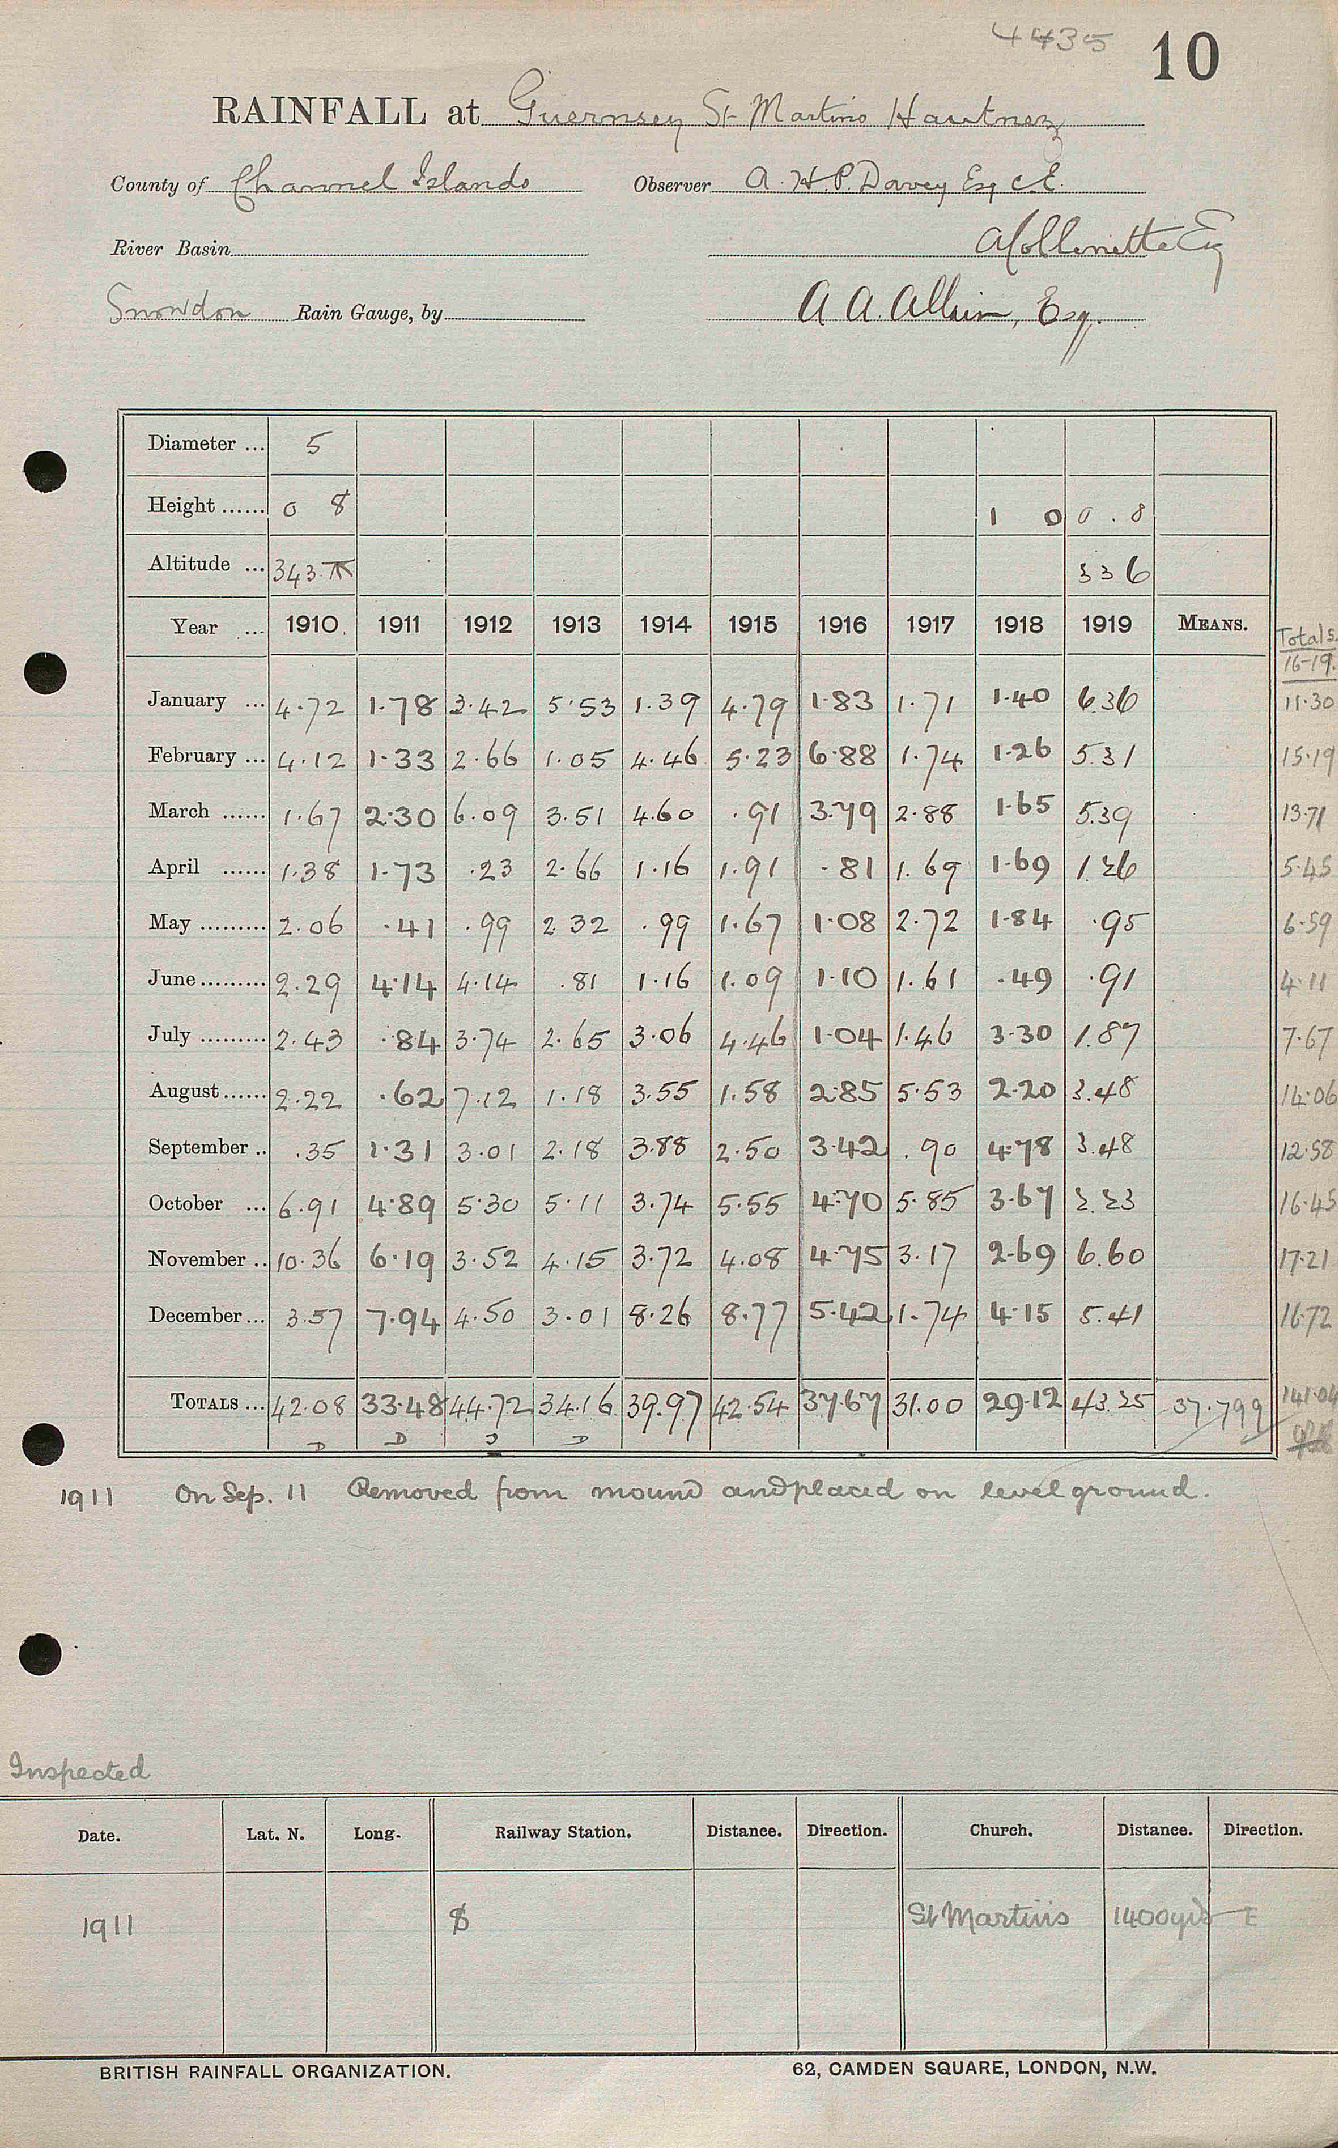 4435 10
RAINFALL at Guernsey St Martins Hautnez
County of Channel Islands Observer A. H. P. Davey Esq C.E.
River Basin A Collenette Esq
Snowdon Rain Gauge, by A. A. Allain, Esq.
Diameter ... 5
Height ...... 0 8 1 0 0.8
Altitude ... 343. 336
Year ... 1910. 1911 1912 1913 1914 1915 1916 1917 1918 1919 MEANS. Totals.
16-19.
January ... 4.72 1.78 3.42 5.53 1.39 4.79 1.83 1.71 1.40 6.36 11.30
February ... 4.12 1.33 2.66 1.05 4.46 5.23 6.88 1.74 1.26 5.31 15.19
March ...... 1.67 2.30 6.09 3.51 4.60 .91 3.79 2.88 1.65 5.39 13.71
April ...... 1.38 1.73 .23 2.66 1.16 1.91 .81 1.69 1.69 1.26 5.45
May ......... 2.06 .41 .99 2.32 .99 1.67 1.08 2.72 1.84 .95 6.59
June ......... 2.29 4.14 4.14 .81 1.16 1.09 1.10 1.61 .49 .91 4.11
July ......... 2.43 .84 3.74 2.65 3.06 4.46 1.04 1.46 3.30 1.87 7.67
August ...... 2.22 .62 7.12 1.18 3.55 1.58 2.85 5.53 2.20 3.48 14.06
September .. .35 1.31 3.01 2.18 3.88 2.50 3.42 .90 4.78 3.48 12.58
October ... 6.91 4.89 5.30 5.11 3.74 5.55 4.70 5.85 3.67 2.23 16.45
November .. 10.36 6.19 3.52 4.15 3.72 4.08 4.75 3.17 2.69 6.60 17.21
December ... 3.57 7.94 4.50 3.01 8.26 8.77 5.42 1.74 4.15 5.41 16.72
TOTALS ... 42.08 33.48 44.72 34.16 39.97 42.54 37.67 31.00 29.12 43.25 37.799 141.04
D D D D
1911 On Sep. 11 Removed from mound and placed on level ground.
Inspected
Date. Lat. N. Long. Railway Station. Distance. Direction. Church. Distance. Direction.
1911 St Martins 1400yds E
BRITISH RAINFALL ORGANIZATION. 62, CAMDEN SQUARE, LONDON, N.W.